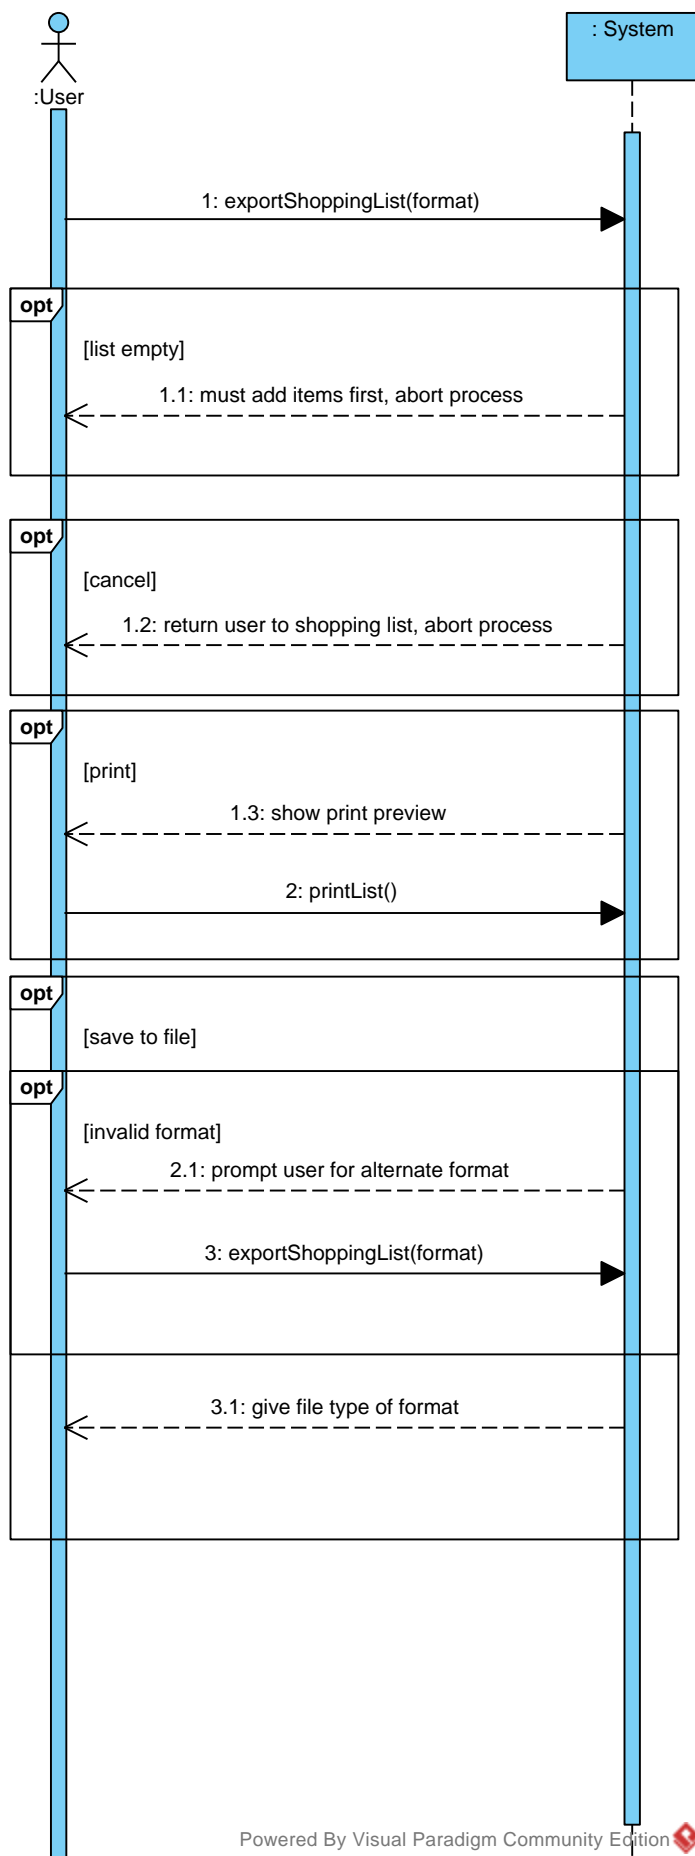 : System
:User
1: exportShoppingList(format)
opt
[list empty]
1.1: must add items first, abort process
opt
[cancel]
1.2: return user to shopping list, abort process
opt
[print]
1.3: show print preview
2: printList()
opt
[save to file]
opt
[invalid format]
2.1: prompt user for alternate format
3: exportShoppingList(format)
3.1: give file type of format
Powered By Visual Paradigm Community Edition